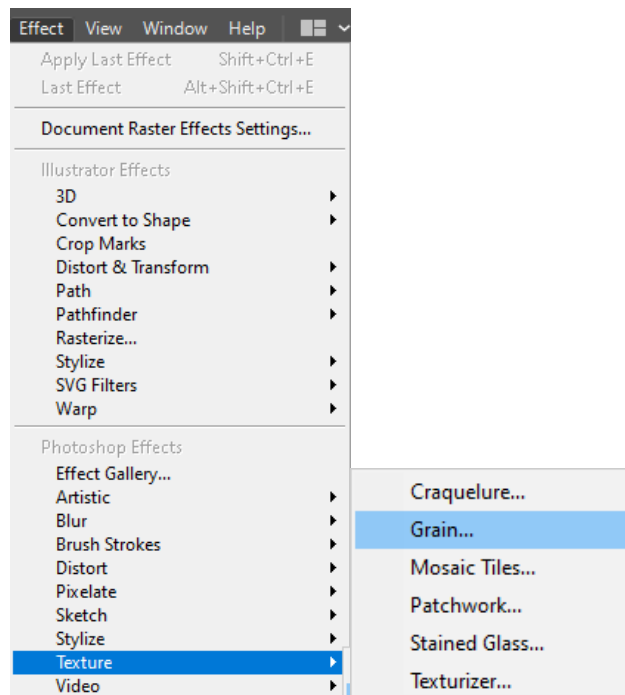 Effect View Window Help
Apply Last Effect Shift+Ctrl+E
Last Effect Alt+Shift+Ctrl+E
Document Raster Effects Settings...
Illustrator Effects
3D
Convert to Shape
Crop Marks
Distort & Transform
Path
Pathfinder
Rasterize...
Stylize
SVG Filters
Warp
Photoshop Effects
Effect Gallery...
Artistic
Blur
Brush Strokes
Distort
Pixelate
Sketch
Stylize
Texture
Video
Craquelure...
Grain...
Mosaic Tiles...
Patchwork...
Stained Glass...
Texturizer...